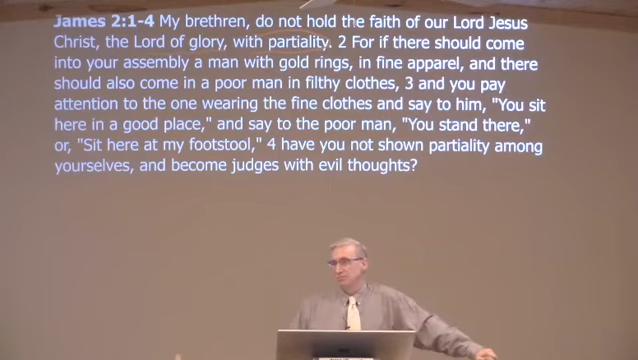 James 2:1-4 My brethren, do not hold the faith of our Lord Jesus
Christ, the Lord of glory, with partiality. 2 For if there should come
into your assembly a man with gold rings, in fine apparel, and there
should also come in a poor man in filthy clothes, 3 and you pay
attention to the one wearing the fine clothes and say to him, "You sit
here in a good place," and say to the poor man, "You stand there,"
or, "Sit here at my footstool," 4 have you not shown partiality among
yourselves, and become judges with evil thoughts?